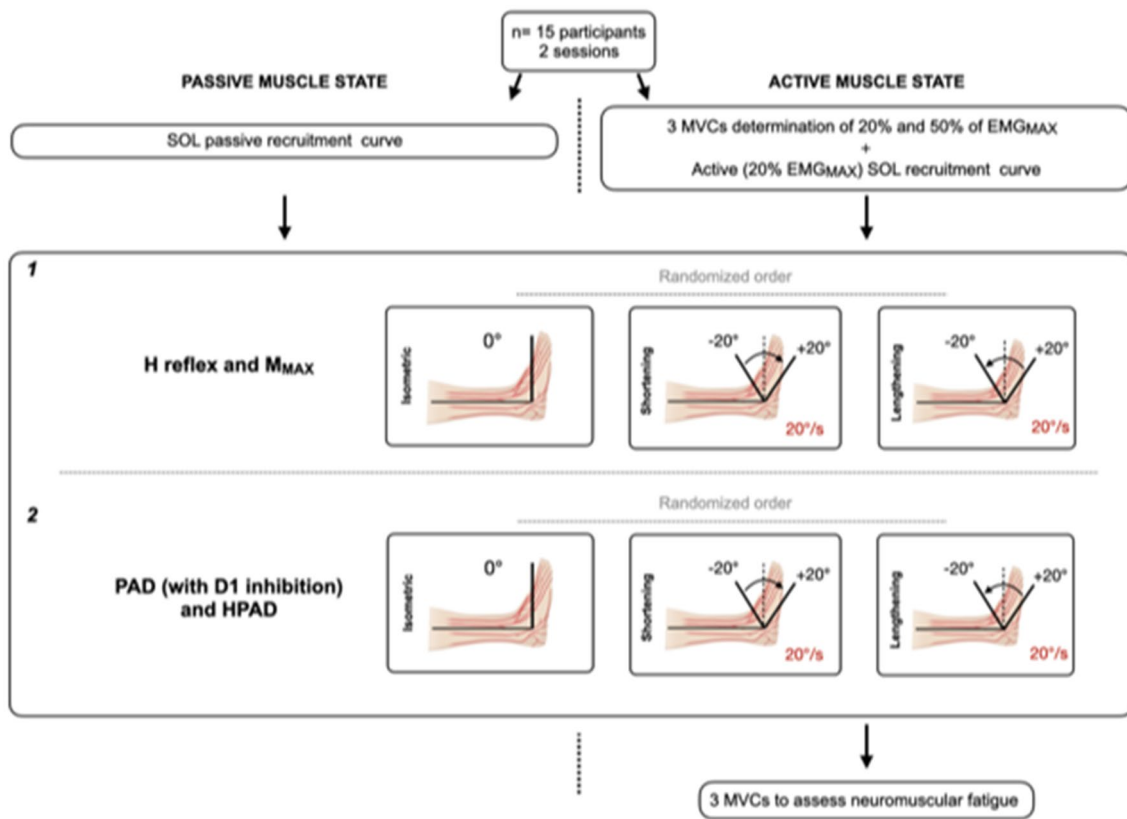 n= 15 participants
2 sessions
PASSIVE MUSCLE STATE
ACTIVE MUSCLE STATE
SOL passive recruitment curve
3 MVCs determination of 20% and 50% of EMGMAX
+
Active (20% EMGMAX) SOL recruitment curve
1
Randomized order
H reflex and MMAX
Isometric
0°
Shortening
-20°
+20°
20°/s
Lengthening
-20°
+20°
20°/s
2
Randomized order
PAD (with D1 inhibition)
and HPAD
Isometric
0°
Shortening
-20°
+20°
20°/s
Lengthening
-20°
+20°
20°/s
3 MVCs to assess neuromuscular fatigue